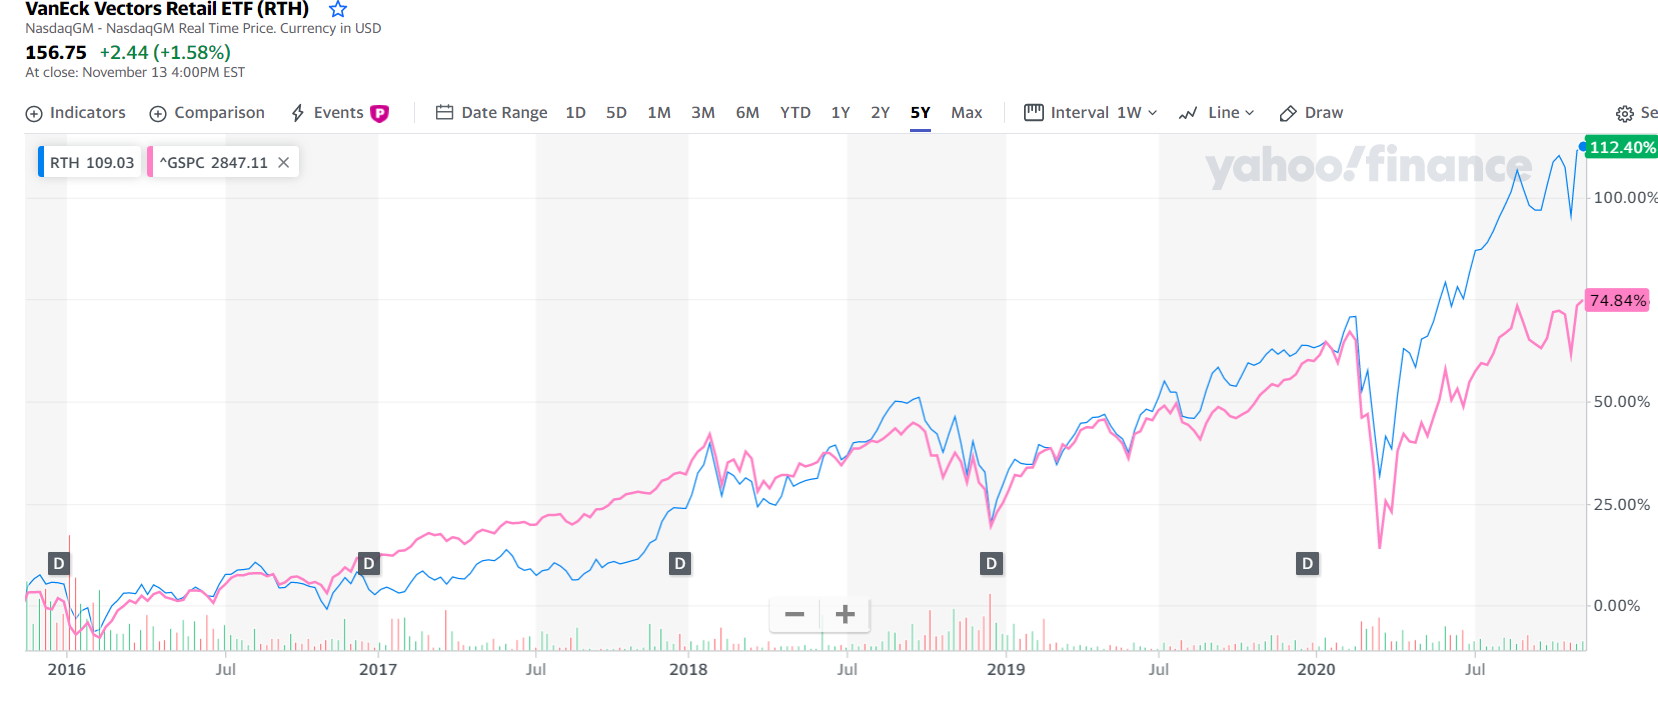 VanEck Vectors Retail ETF (RTH)
NasdaqGM - NasdaqGM Real Time Price. Currency in USD
156.75 +2.44 (+1.58%)
At close: November 13 4:00PM EST
Indicators Comparison Events P Date Range 1D 5D 1M 3M 6M YTD 1Y 2Y 5Y Max Interval 1W Line Draw Se
RTH 109.03 ^GSPC 2847.11
yahoo!finance
112.40%
100.00%
74.84%
50.00%
25.00%
D D D D D
0.00%
2016 Jul 2017 Jul 2018 Jul 2019 Jul 2020 Jul